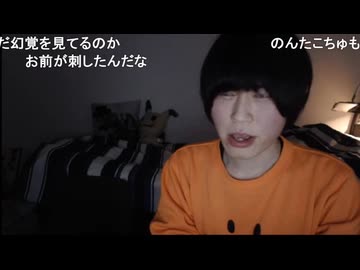 だ幻覚を見てるのか
のんたこちゅも
お前が刺したんだな